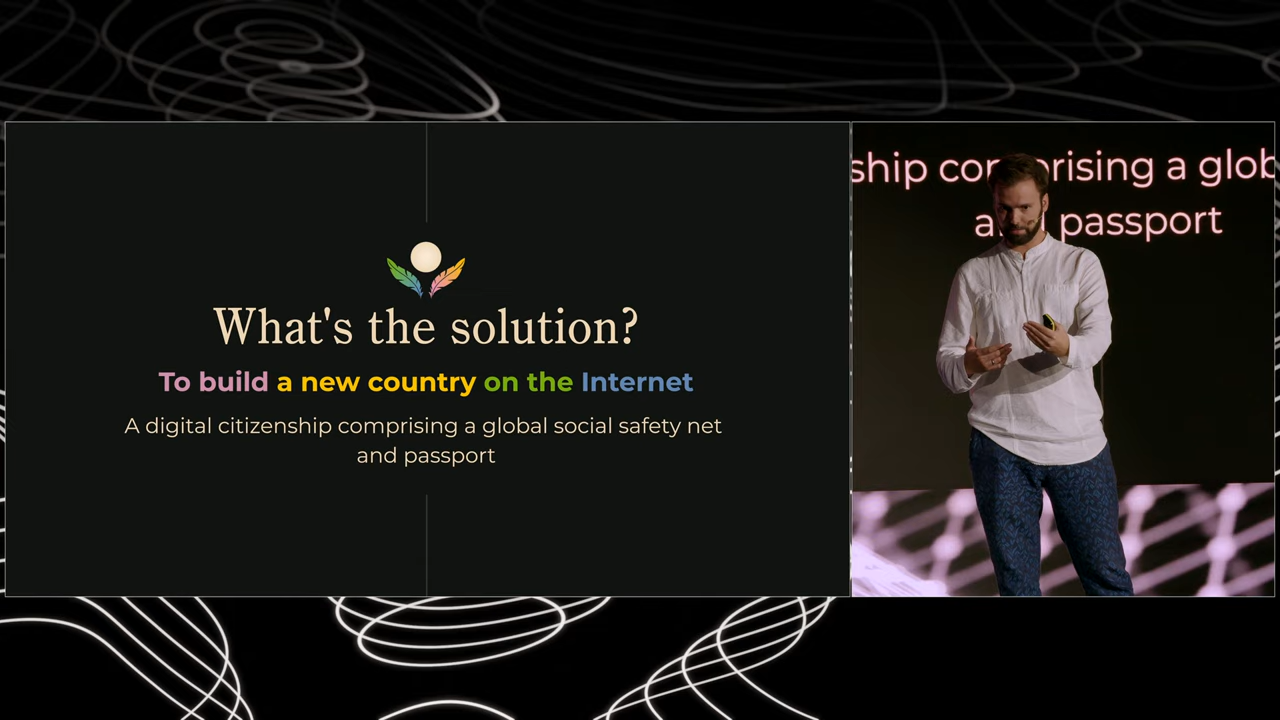 What's the solution?
To build a new country on the Internet
A digital citizenship comprising a global social safety net
and passport
ship comprising a glob
and passport